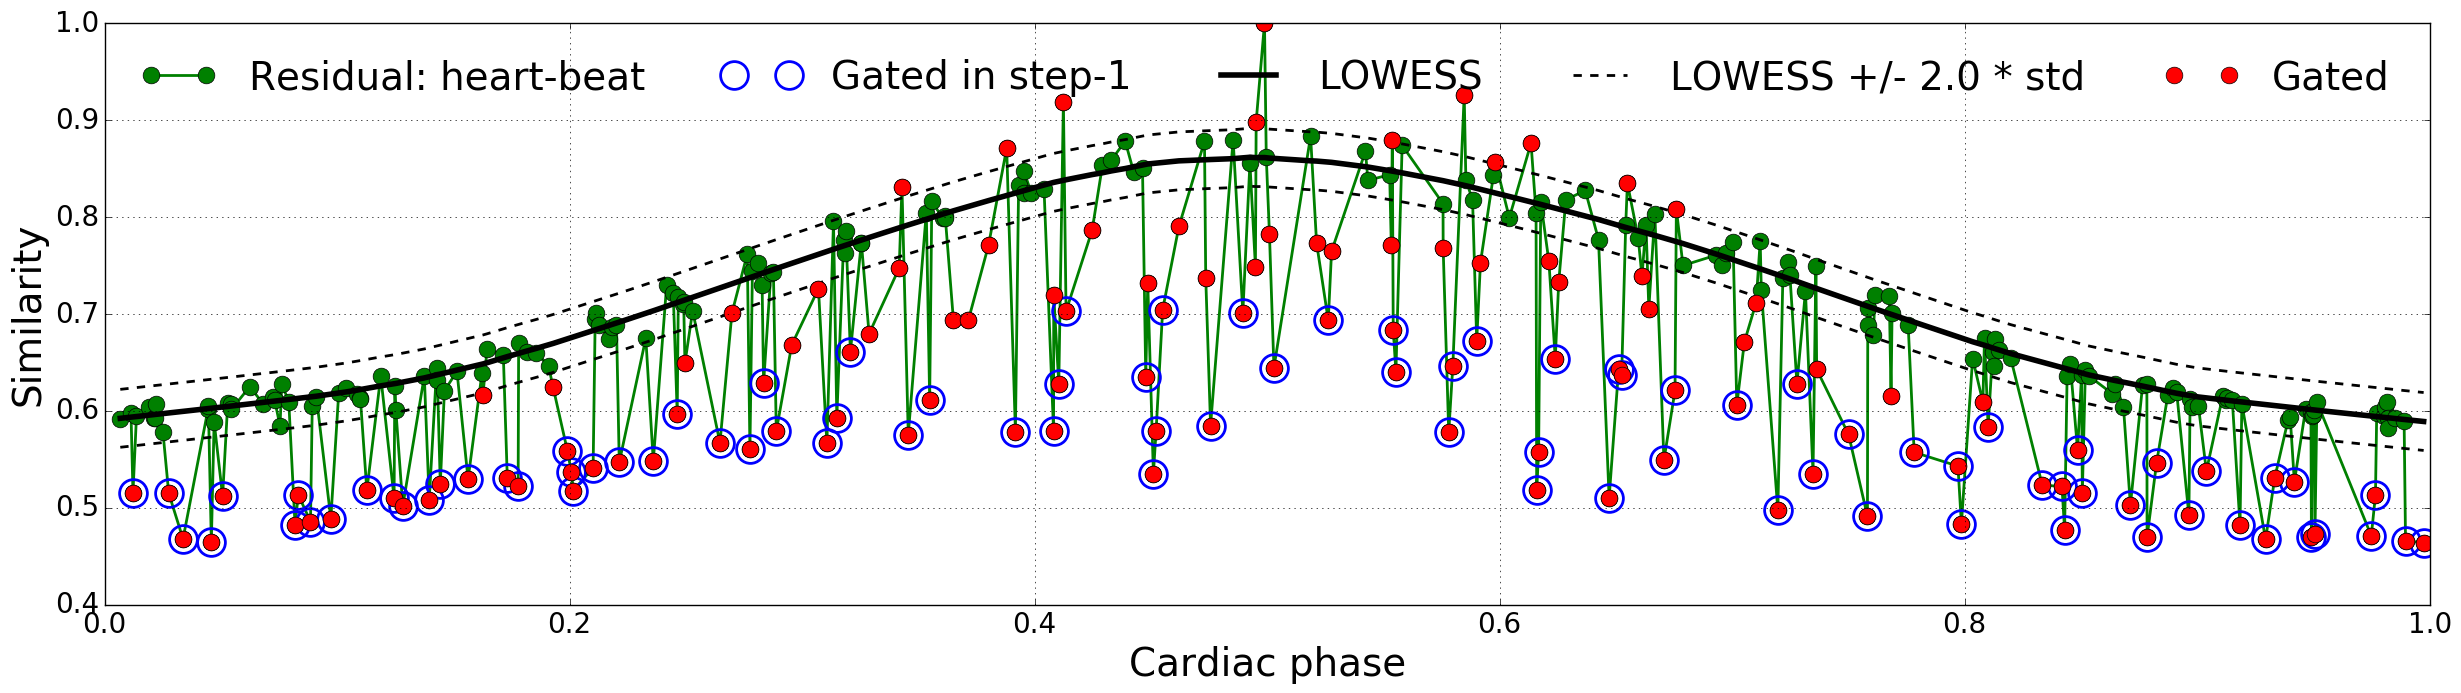 1.0
Residual: heart-beat Gated in step-1 LOWESS LOWESS +/- 2.0 * std Gated
0.9
0.8
0.7
0.6
0.5
0.4
Similarity
0.0 0.2 0.4 0.6 0.8 1.0
Cardiac phase